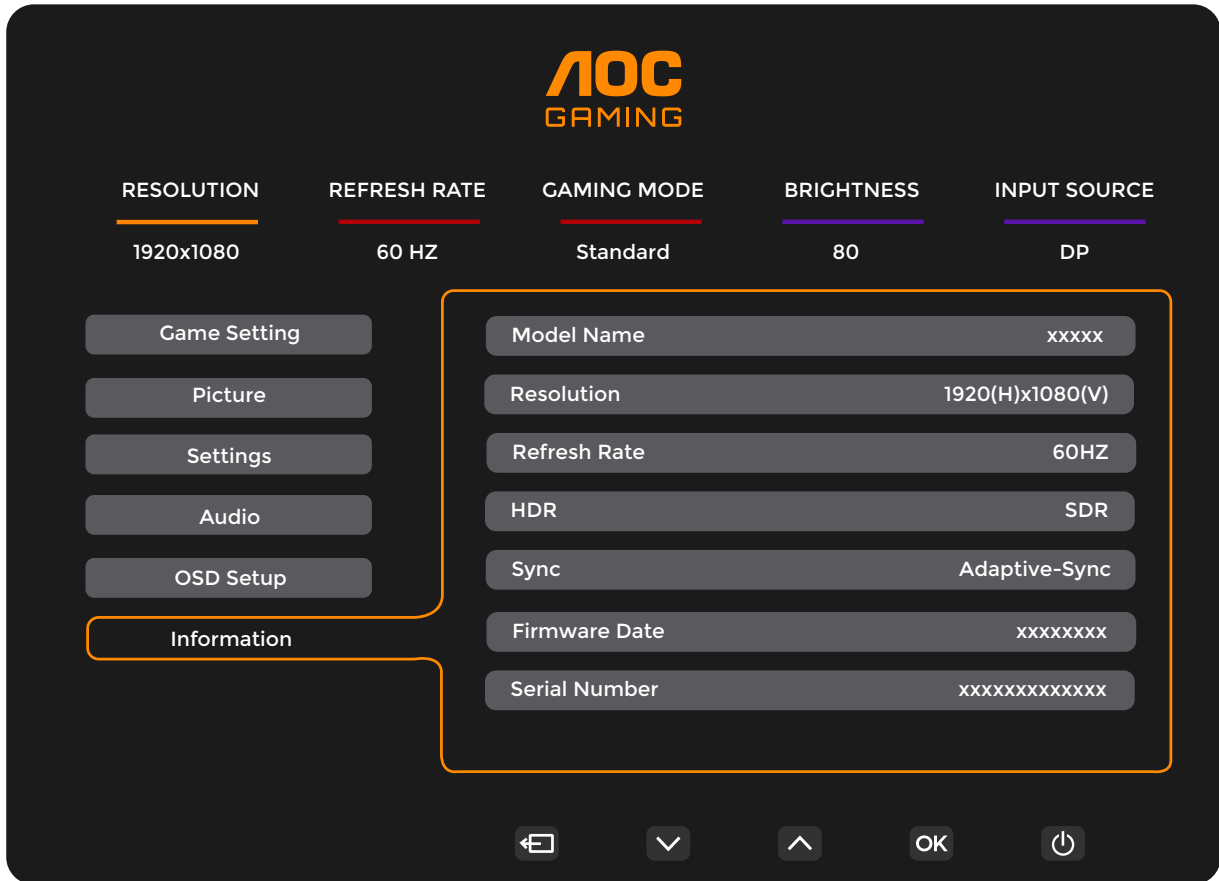 AOC
GAMING
RESOLUTION REFRESH RATE GAMING MODE BRIGHTNESS INPUT SOURCE
1920x1080 60 HZ Standard 80 DP
Game Setting
Picture
Settings
Audio
OSD Setup
Information
Model Name xxxxx
Resolution 1920(H)x1080(V)
Refresh Rate 60HZ
HDR SDR
Sync Adaptive-Sync
Firmware Date xxxxxxxx
Serial Number xxxxxxxxxxxxx
OK